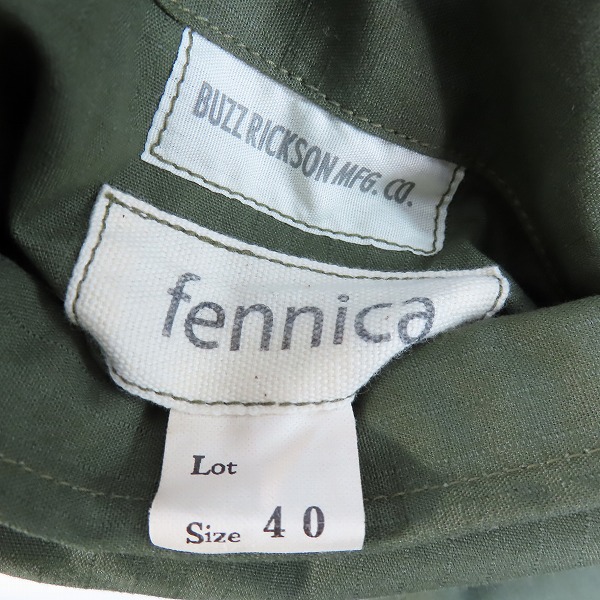 BUZZ RICKSON MFG. CO.
fennica
Lot
Size 40